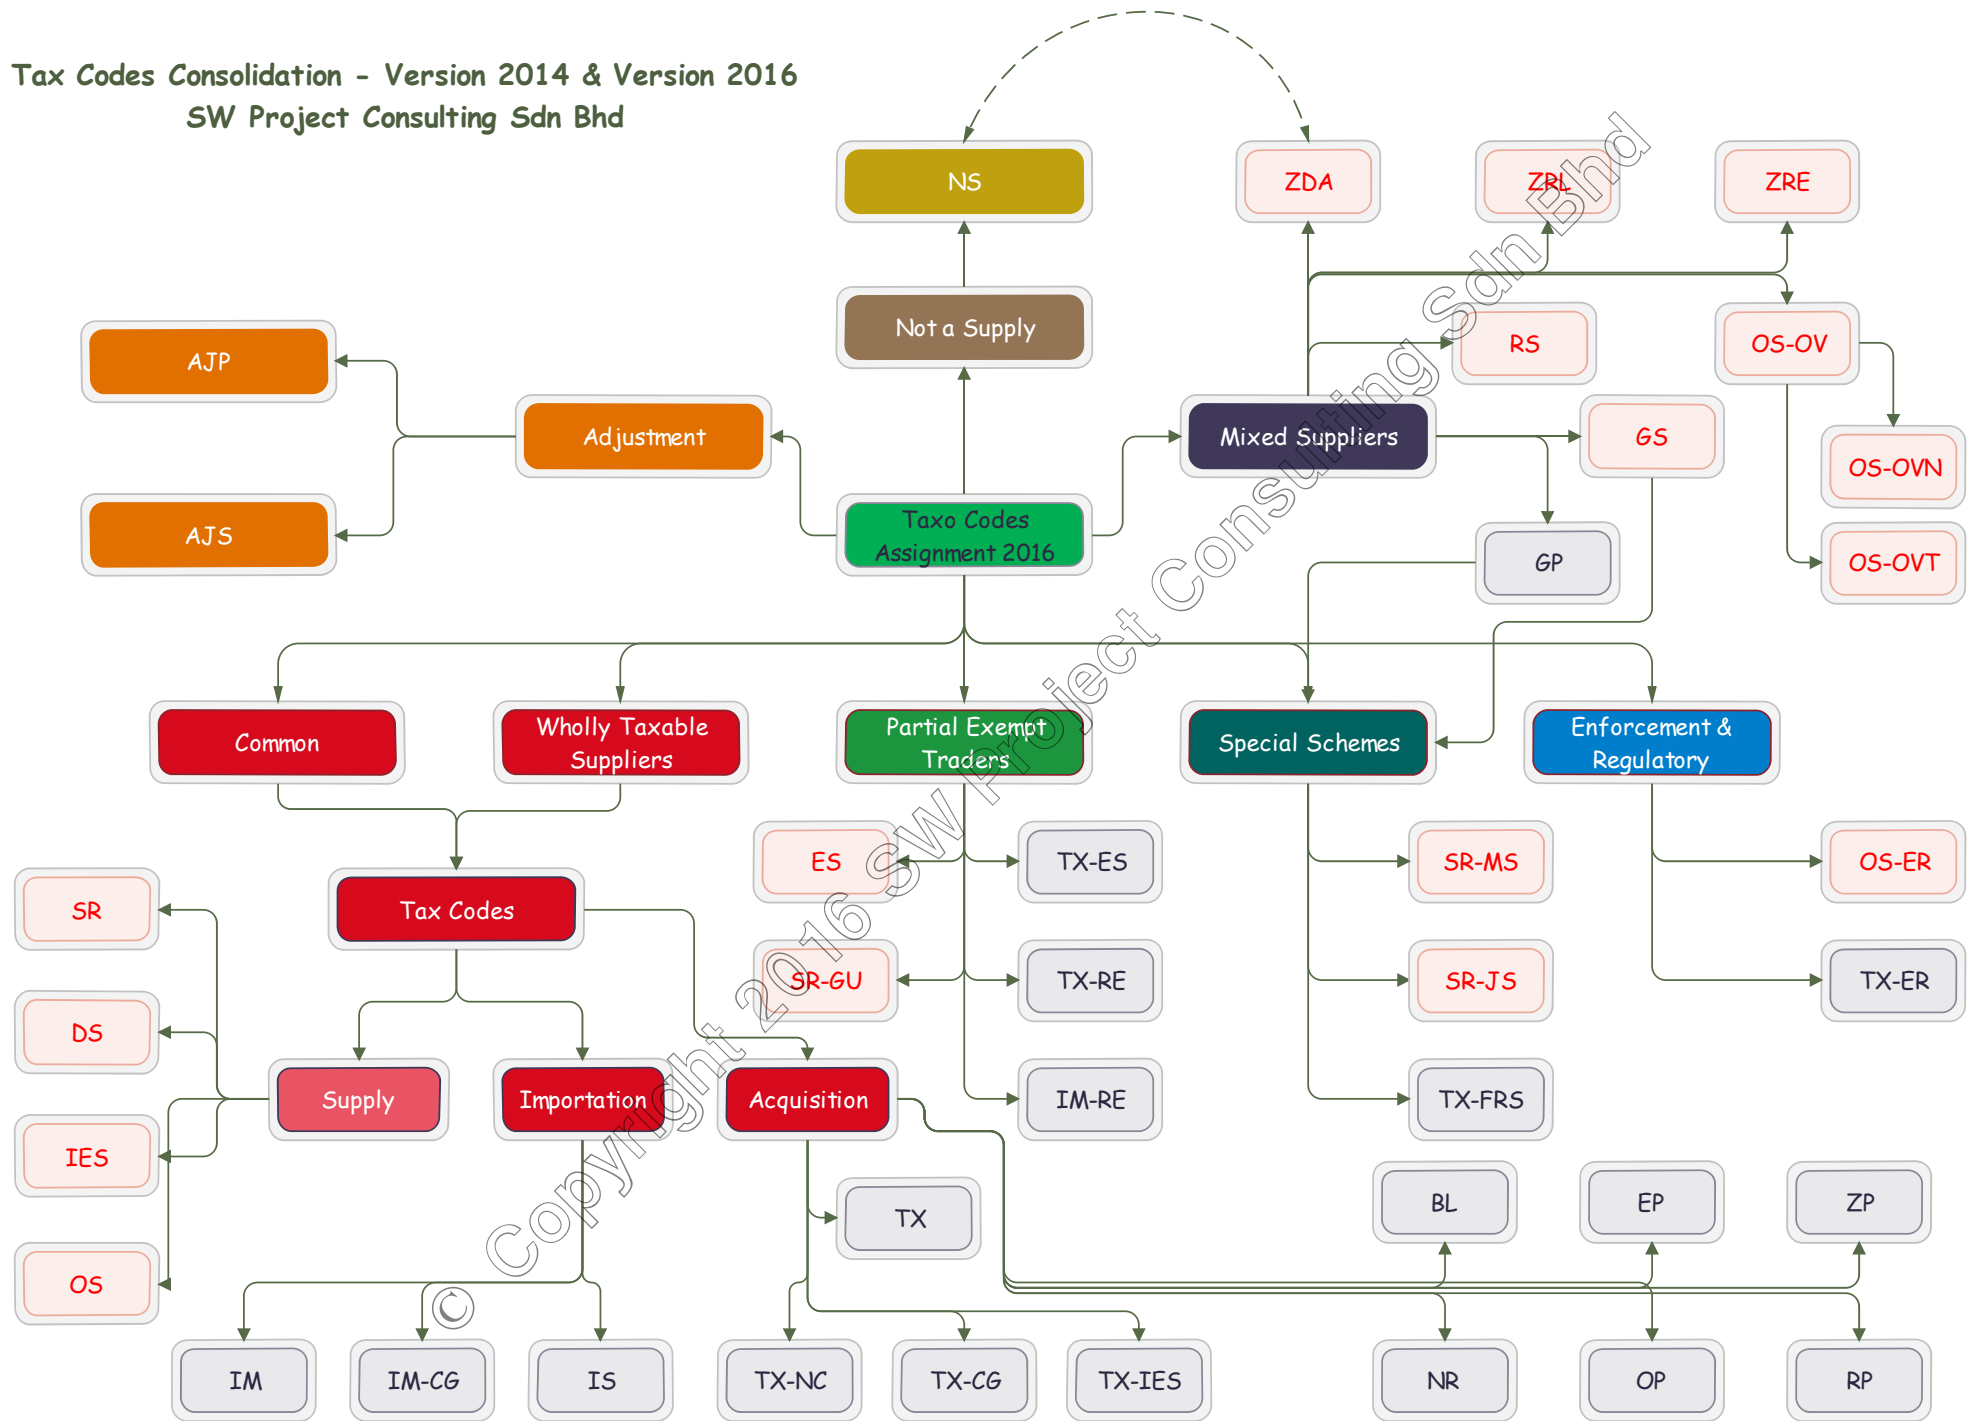 Tax Codes Consolidation - Version 2014 & Version 2016
SW Project Consulting Sdn Bhd
NS
ZDA
ZRL
ZRE
Not a Supply
RS
OS-OV
AJP
Adjustment
Mixed Suppliers
GS
OS-OVN
AJS
Taxo Codes
Assignment 2016
GP
OS-OVT
Common
Wholly Taxable
Suppliers
Partial Exempt
Traders
Special Schemes
Enforcement &
Regulatory
ES
TX-ES
SR-MS
OS-ER
SR
Tax Codes
SR-GU
TX-RE
SR-JS
TX-ER
DS
Supply
Importation
Acquisition
IM-RE
TX-FRS
IES
TX
BL
EP
ZP
OS
IM
IM-CG
IS
TX-NC
TX-CG
TX-IES
NR
OP
RP
© Copyright 2016 SW Project Consulting Sdn Bhd